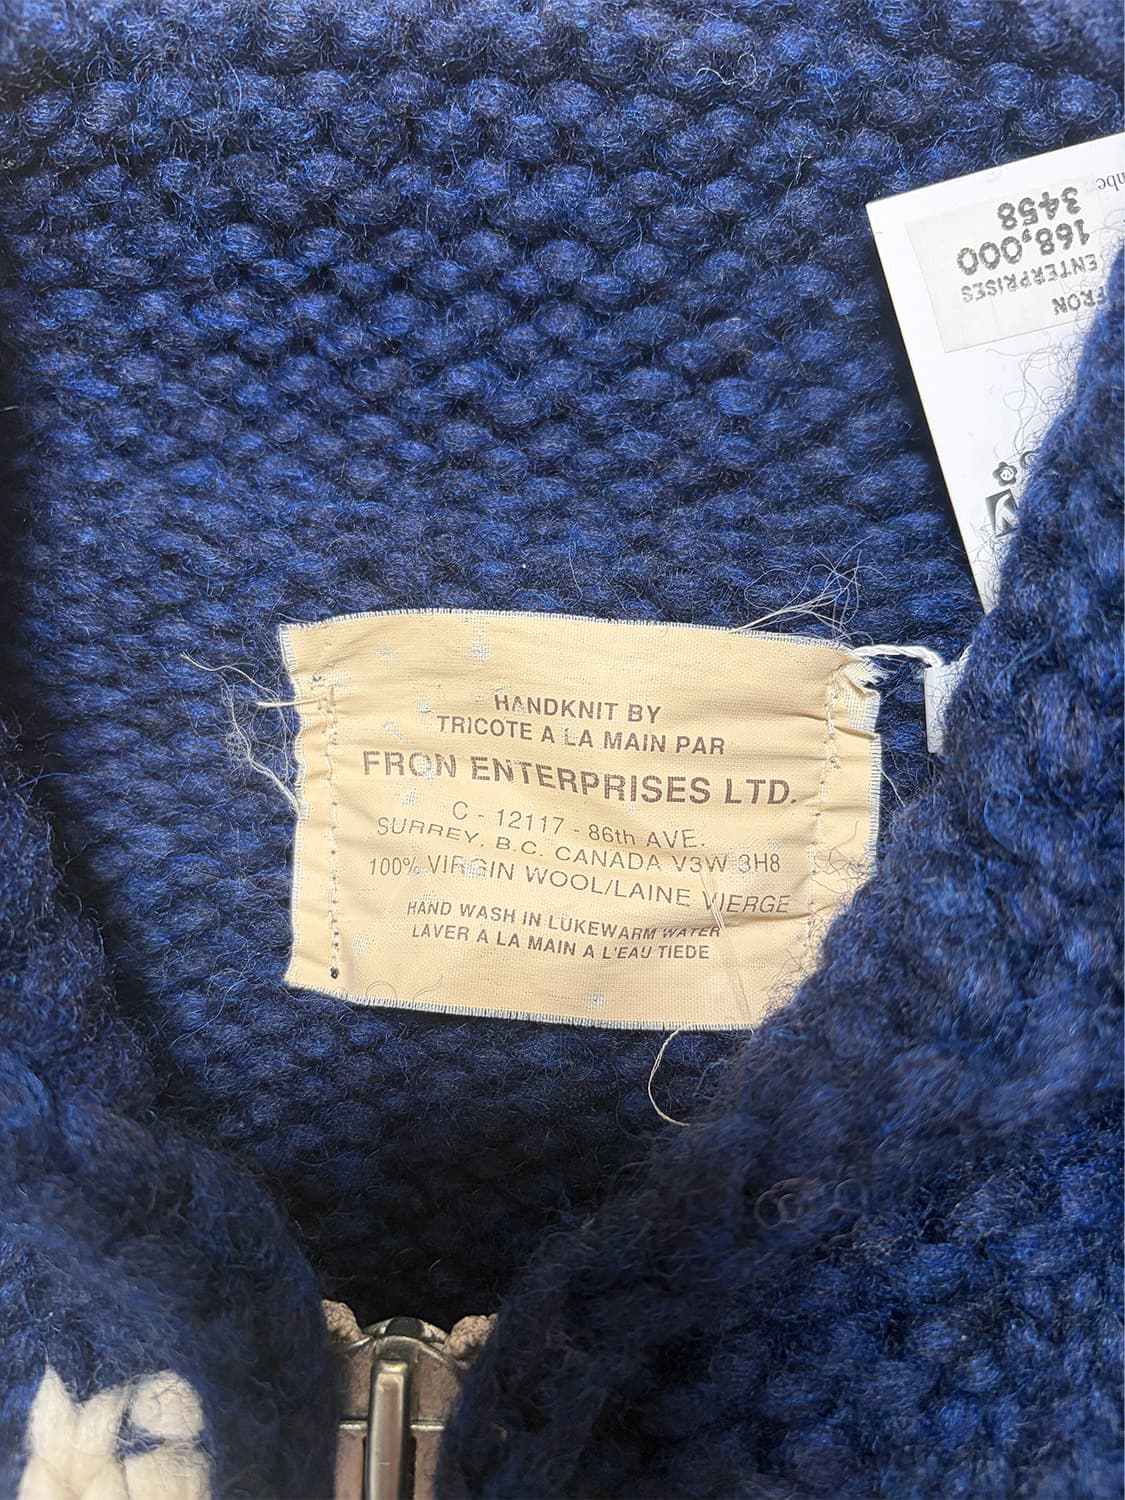 HANDKNIT BY
TRICOTE A LA MAIN PAR
FRON ENTERPRISES LTD.
C - 12117 - 86th AVE.
SURREY, B.C. CANADA V3W 3H8
100% VIRGIN WOOL/LAINE VIERGE
HAND WASH IN LUKEWARM WATER
LAVER A LA MAIN A L'EAU TIEDE
FRON
ENTERPRISES
168,000
3458